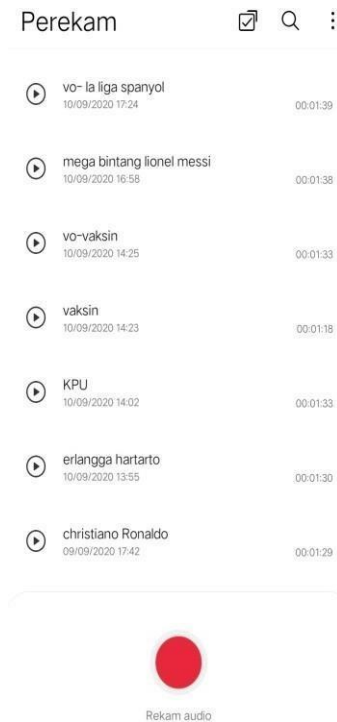 Perekam
vo- la liga spanyol
10/09/2020 17:24
00:01:39
mega bintang lionel messi
10/09/2020 16:58
00:01:38
vo-vaksin
10/09/2020 14:25
00:01:33
vaksin
10/09/2020 14:23
00:01:18
KPU
10/09/2020 14:02
00:01:33
erlangga hartarto
10/09/2020 13:55
00:01:30
christiano Ronaldo
09/09/2020 17:42
00:01:29
Rekam audio